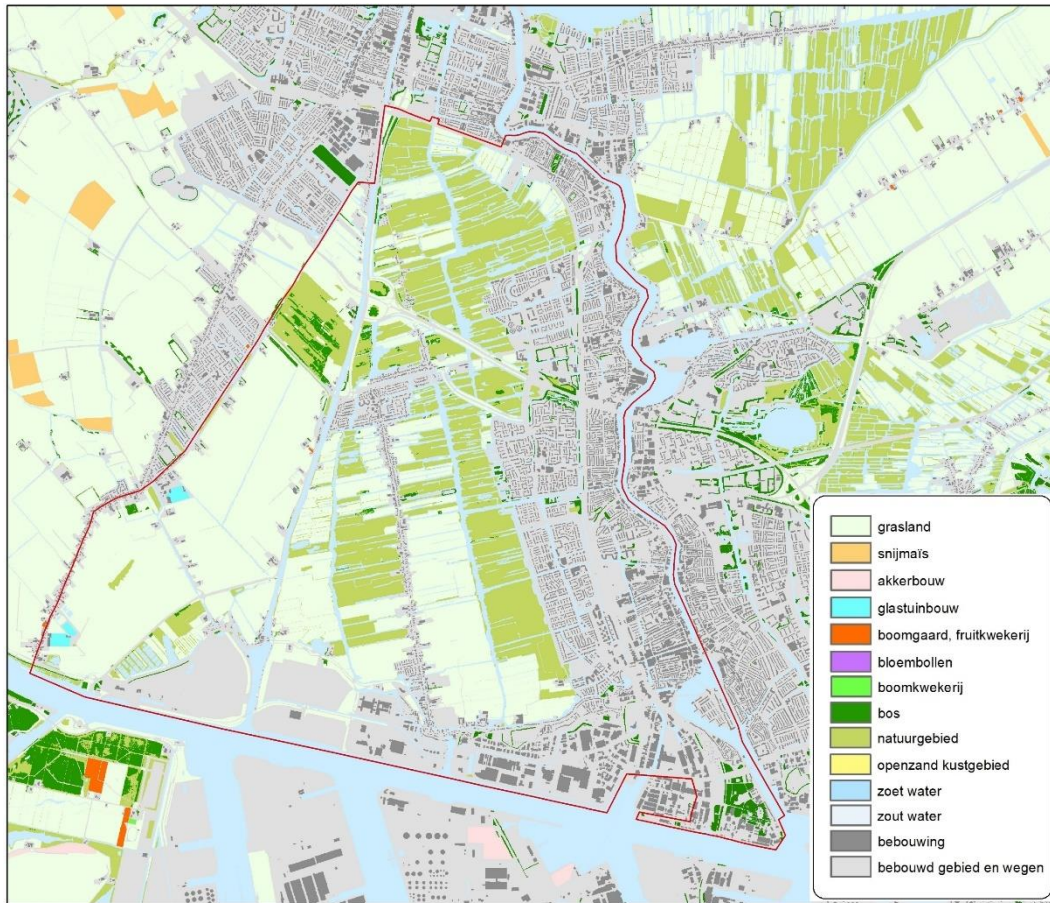 grasland
snijmaïs
akkerbouw
glastuinbouw
boomgaard, fruitkwekerij
bloembollen
boomkwekerij
bos
natuurgebied
openzand kustgebied
zoet water
zout water
bebouwing
bebouwd gebied en wegen